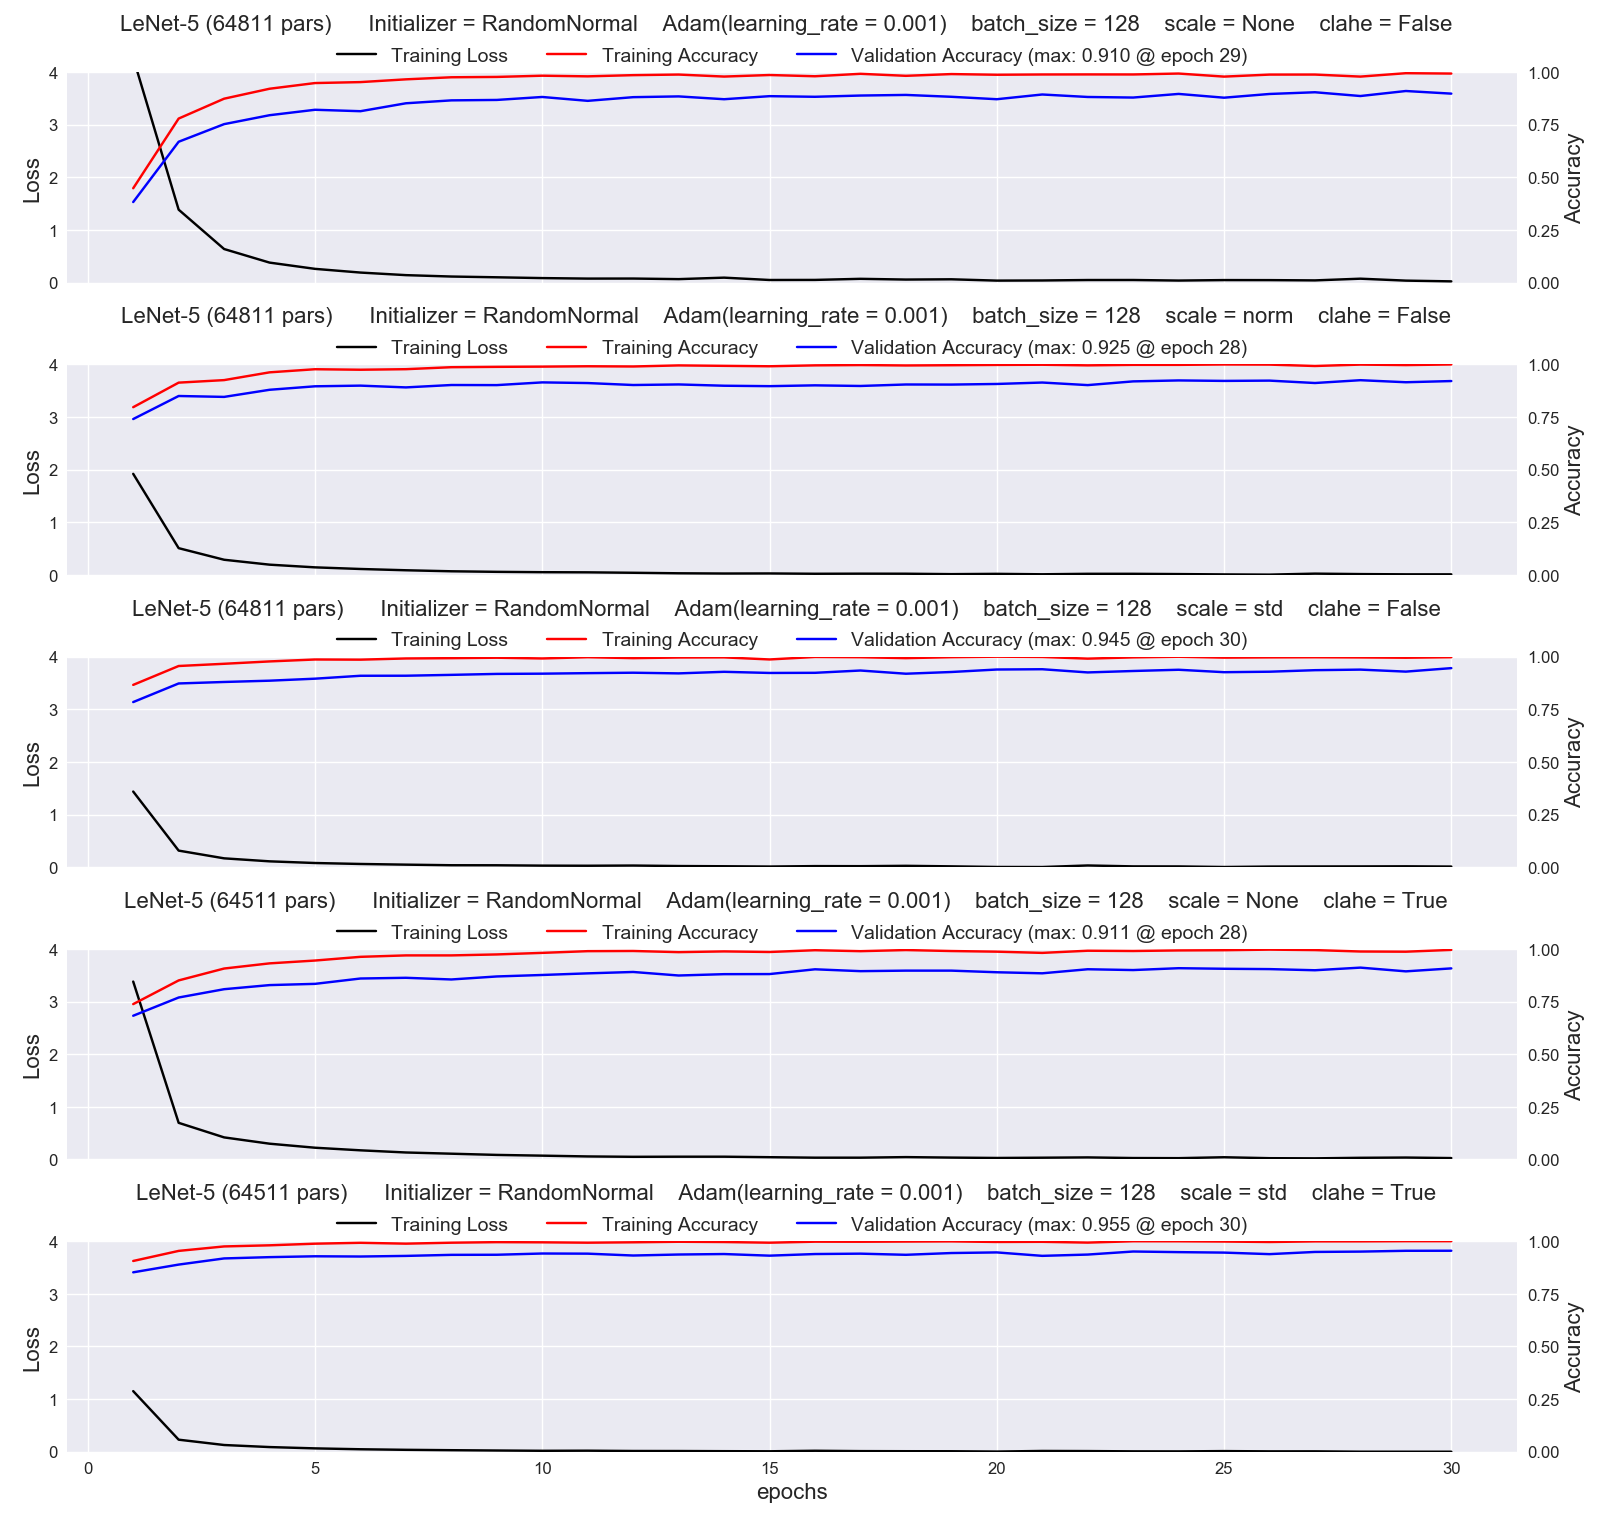 LeNet-5 (64811 pars) Initializer = RandomNormal Adam(learning_rate = 0.001) batch_size = 128 scale = None clahe = False
Training Loss Training Accuracy Validation Accuracy (max: 0.910 @ epoch 29)
4 1.00
3 0.75
2 0.50
1 0.25
0 0.00
Loss
Accuracy
LeNet-5 (64811 pars) Initializer = RandomNormal Adam(learning_rate = 0.001) batch_size = 128 scale = norm clahe = False
Training Loss Training Accuracy Validation Accuracy (max: 0.925 @ epoch 28)
4 1.00
3 0.75
2 0.50
1 0.25
0 0.00
Loss
Accuracy
LeNet-5 (64811 pars) Initializer = RandomNormal Adam(learning_rate = 0.001) batch_size = 128 scale = std clahe = False
Training Loss Training Accuracy Validation Accuracy (max: 0.945 @ epoch 30)
4 1.00
3 0.75
2 0.50
1 0.25
0 0.00
Loss
Accuracy
LeNet-5 (64511 pars) Initializer = RandomNormal Adam(learning_rate = 0.001) batch_size = 128 scale = None clahe = True
Training Loss Training Accuracy Validation Accuracy (max: 0.911 @ epoch 28)
4 1.00
3 0.75
2 0.50
1 0.25
0 0.00
Loss
Accuracy
LeNet-5 (64511 pars) Initializer = RandomNormal Adam(learning_rate = 0.001) batch_size = 128 scale = std clahe = True
Training Loss Training Accuracy Validation Accuracy (max: 0.955 @ epoch 30)
4 1.00
3 0.75
2 0.50
1 0.25
0 0.00
Loss
Accuracy
0 5 10 15 20 25 30
epochs